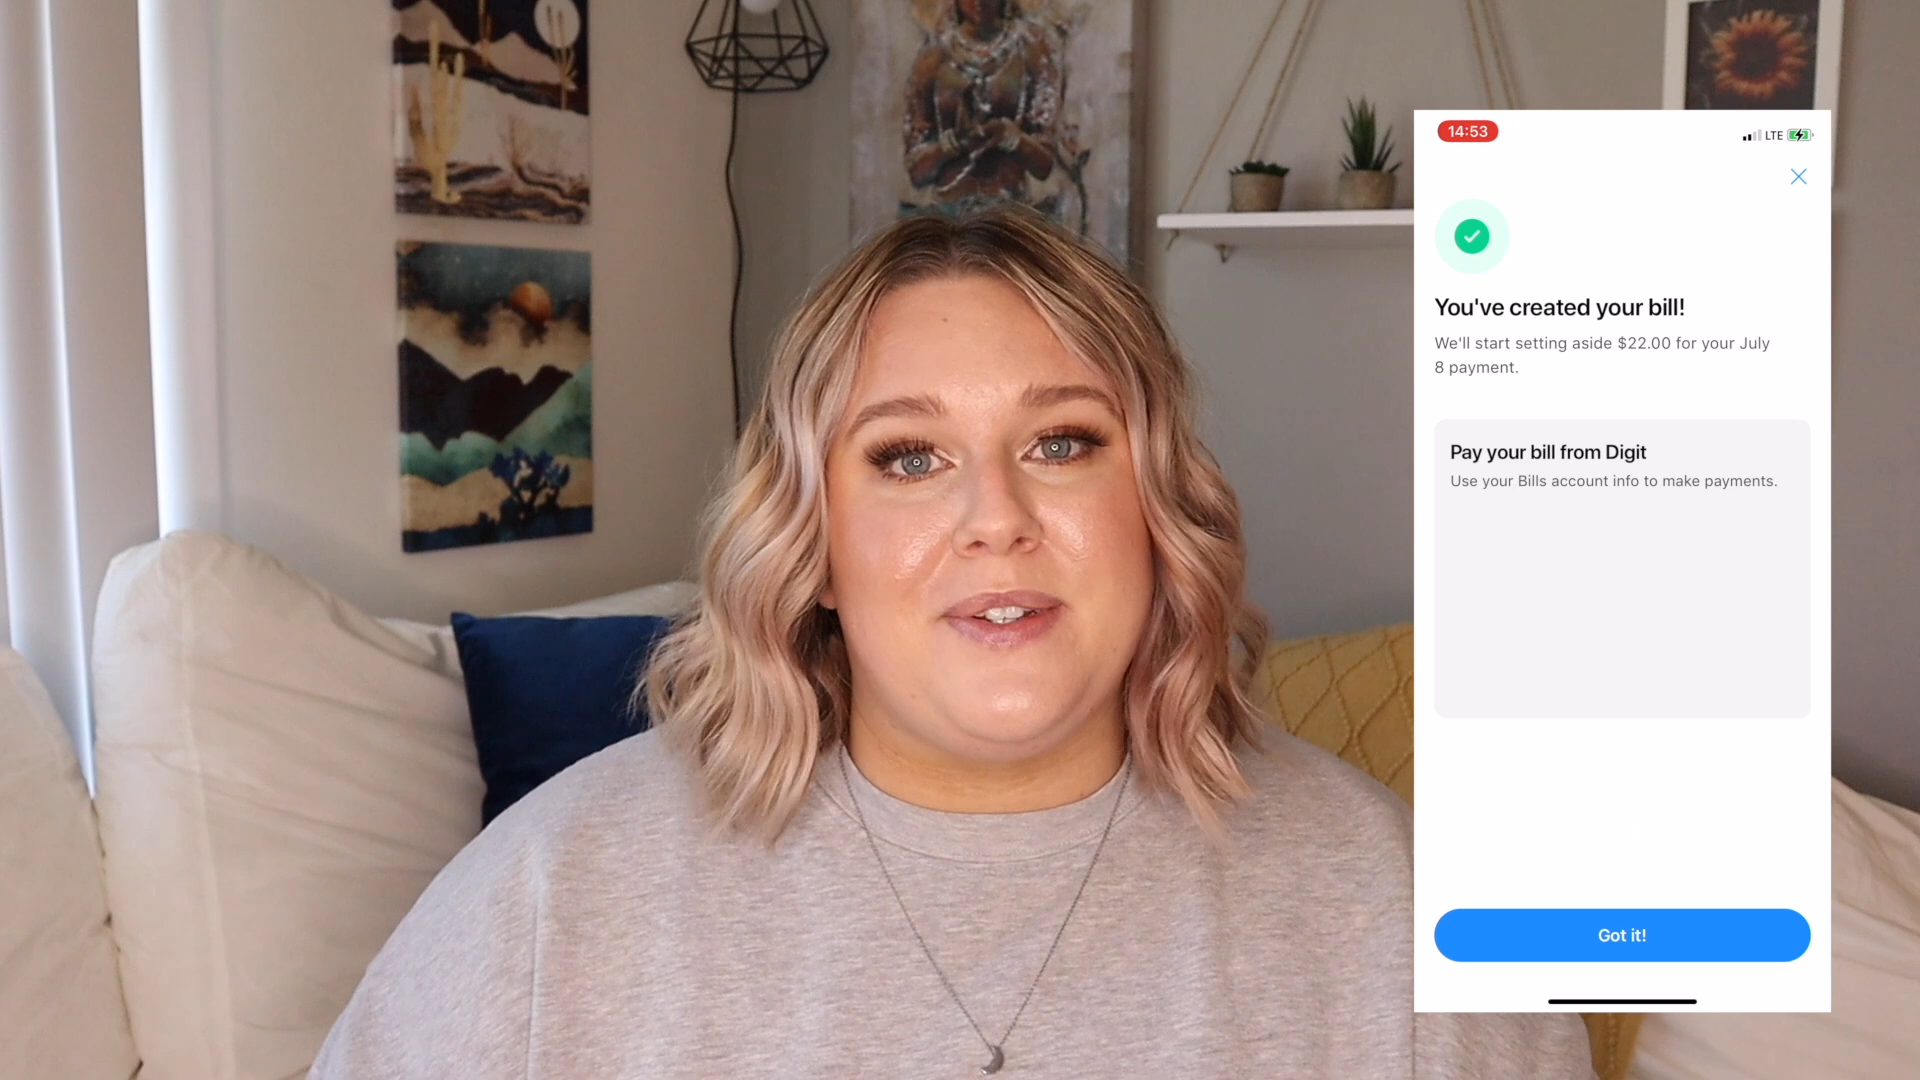 14:53
LTE
You've created your bill!
We'll start setting aside $22.00 for your July
8 payment.
Pay your bill from Digit
Use your Bills account info to make payments.
Got it!